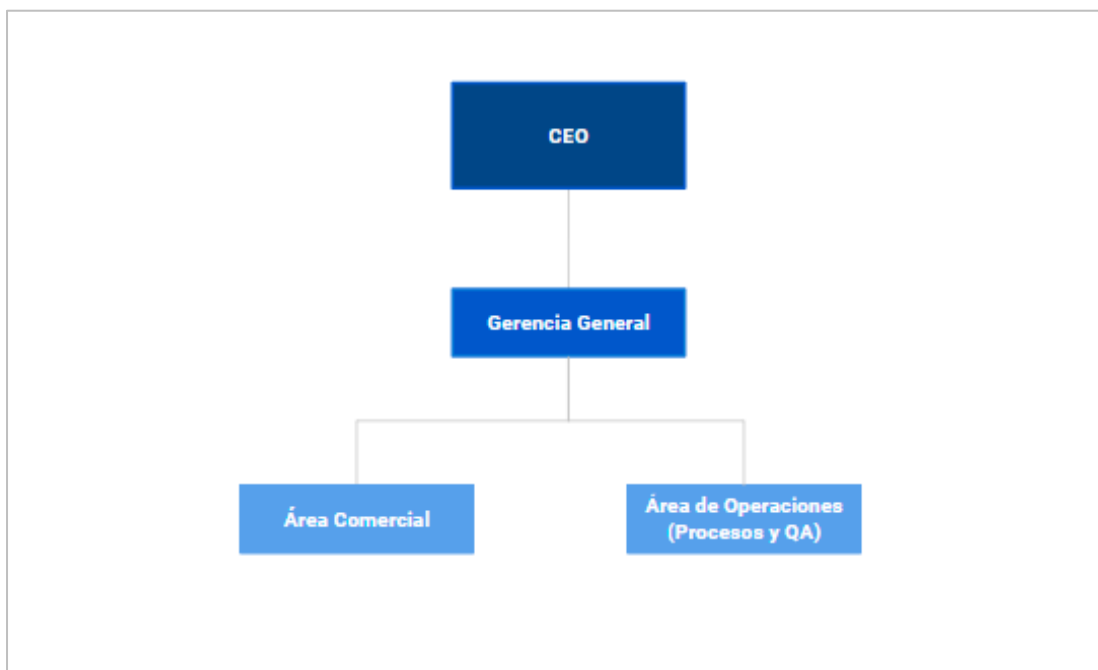 CEO
Gerencia General
Área Comercial
Área de Operaciones
(Procesos y QA)